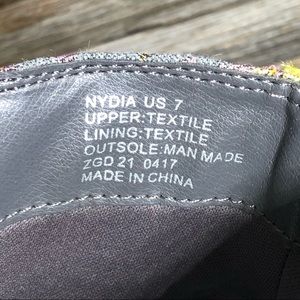 NYDIA US 7
UPPER:TEXTILE
LINING:TEXTILE
OUTSOLE:MAN MADE
ZGD 21 0417
MADE IN CHINA